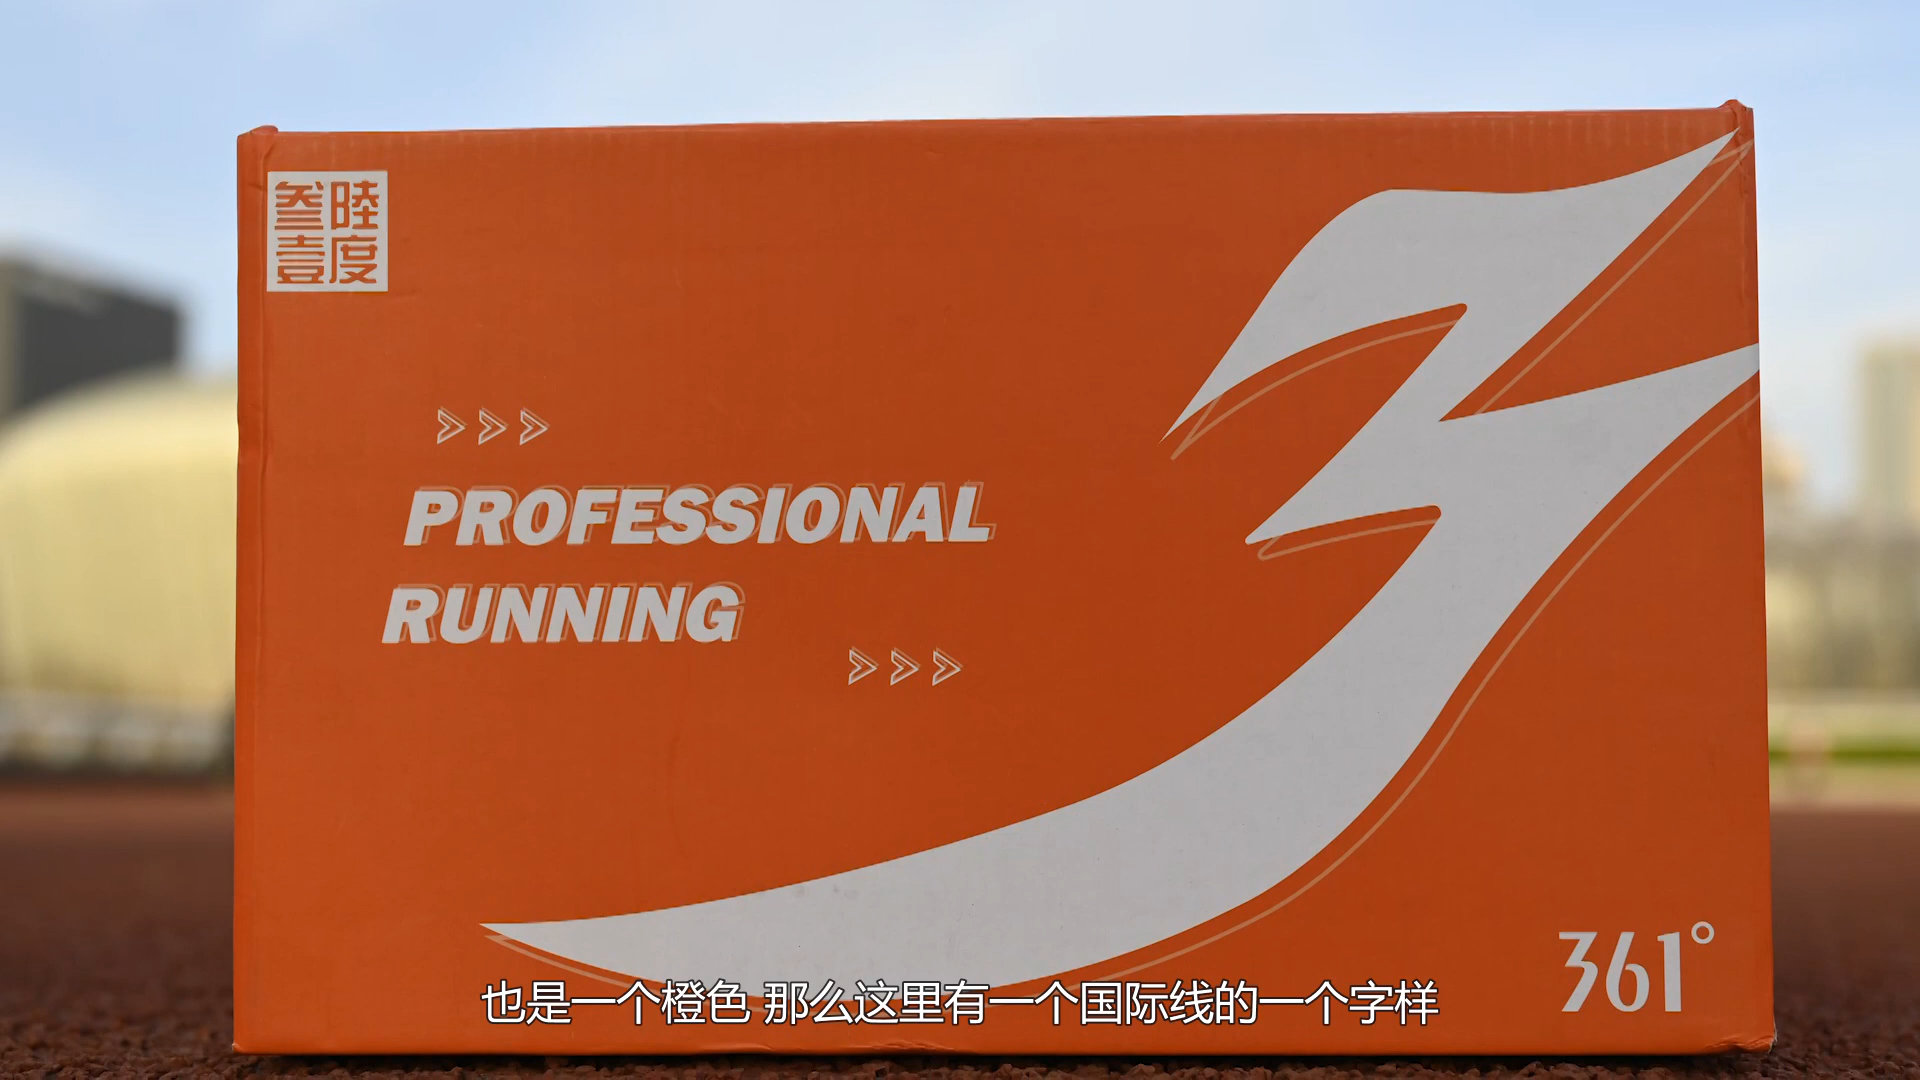 叁陆
壹度
PROFESSIONAL
RUNNING
361°
也是一个橙色 那么这里有一个国际线的一个字样